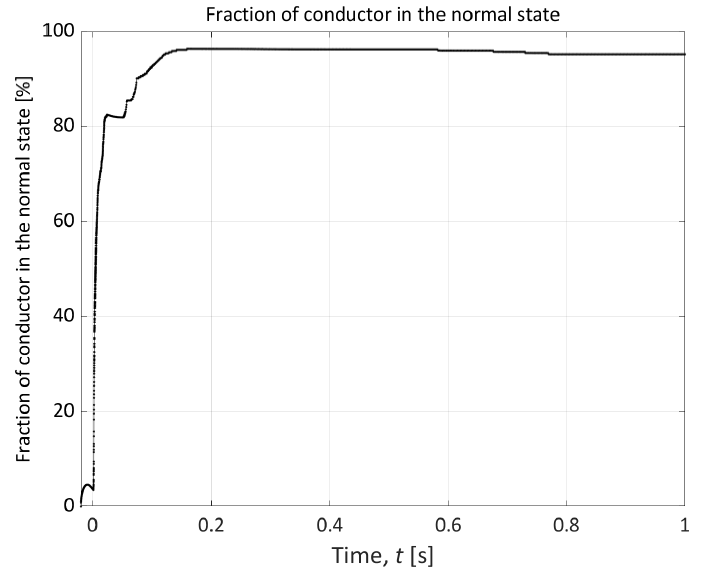 Fraction of conductor in the normal state
Fraction of conductor in the normal state [%]
100
80
60
40
20
0
0 0.2 0.4 0.6 0.8 1
Time, t [s]